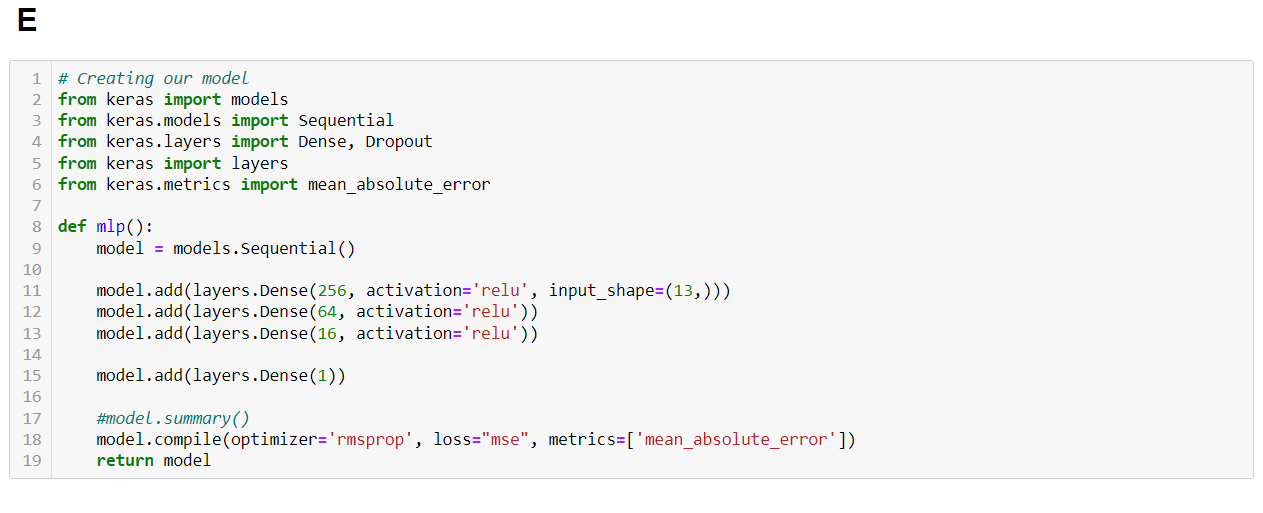 E
1 # Creating our model
2 from keras import models
3 from keras.models import Sequential
4 from keras.layers import Dense, Dropout
5 from keras import layers
6 from keras.metrics import mean_absolute_error
7
8 def mlp():
9     model = models.Sequential()
10
11     model.add(layers.Dense(256, activation='relu', input_shape=(13,)))
12     model.add(layers.Dense(64, activation='relu'))
13     model.add(layers.Dense(16, activation='relu'))
14
15     model.add(layers.Dense(1))
16
17     #model.summary()
18     model.compile(optimizer='rmsprop', loss="mse", metrics=['mean_absolute_error'])
19     return model